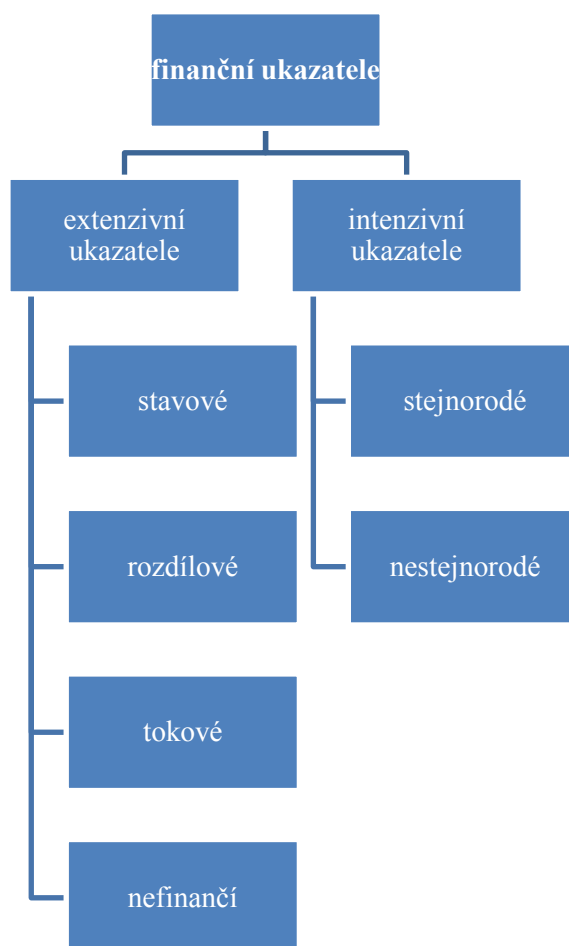 finanční ukazatele
extenzivní
ukazatele
stavové
rozdílové
tokové
nefinančí
intenzivní
ukazatele
stejnorodé
nestejnorodé